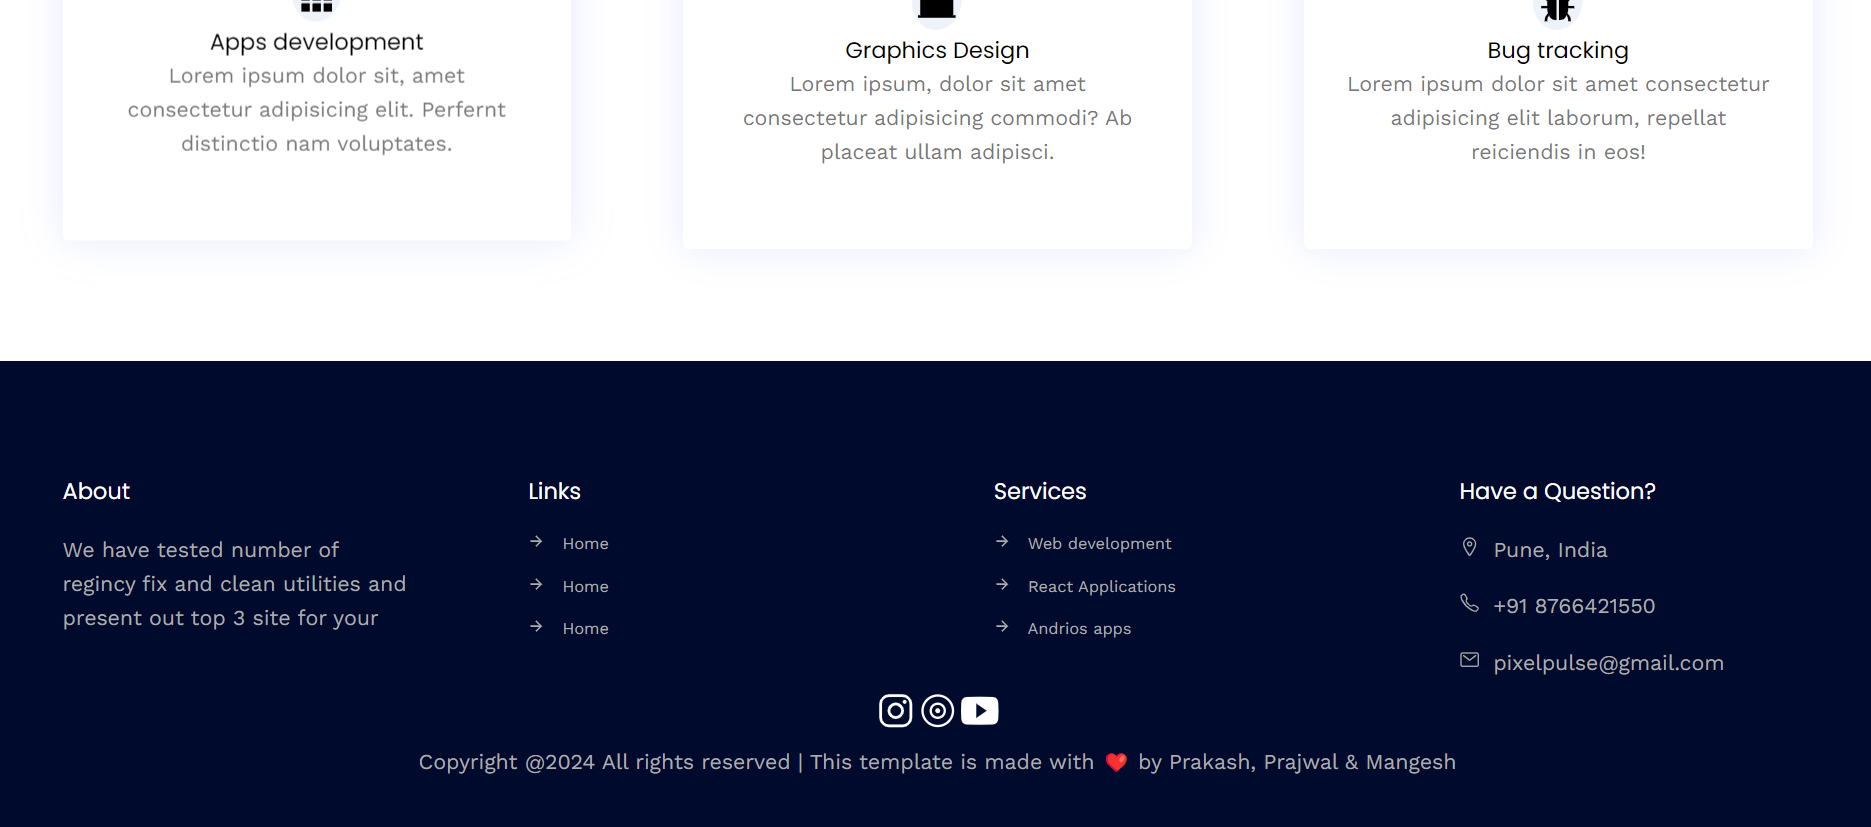 Apps development
Lorem ipsum dolor sit, amet
consectetur adipisicing elit. Perfernt
distinctio nam voluptates.
Graphics Design
Lorem ipsum, dolor sit amet
consectetur adipisicing commodi? Ab
placeat ullam adipisci.
Bug tracking
Lorem ipsum dolor sit amet consectetur
adipisicing elit laborum, repellat
reiciendis in eos!
About
We have tested number of
regincy fix and clean utilities and
present out top 3 site for your
Links
Home
Home
Home
Services
Web development
React Applications
Andrios apps
Have a Question?
Pune, India
+91 8766421550
pixelpulse@gmail.com
Copyright @2024 All rights reserved | This template is made with ❤️ by Prakash, Prajwal & Mangesh